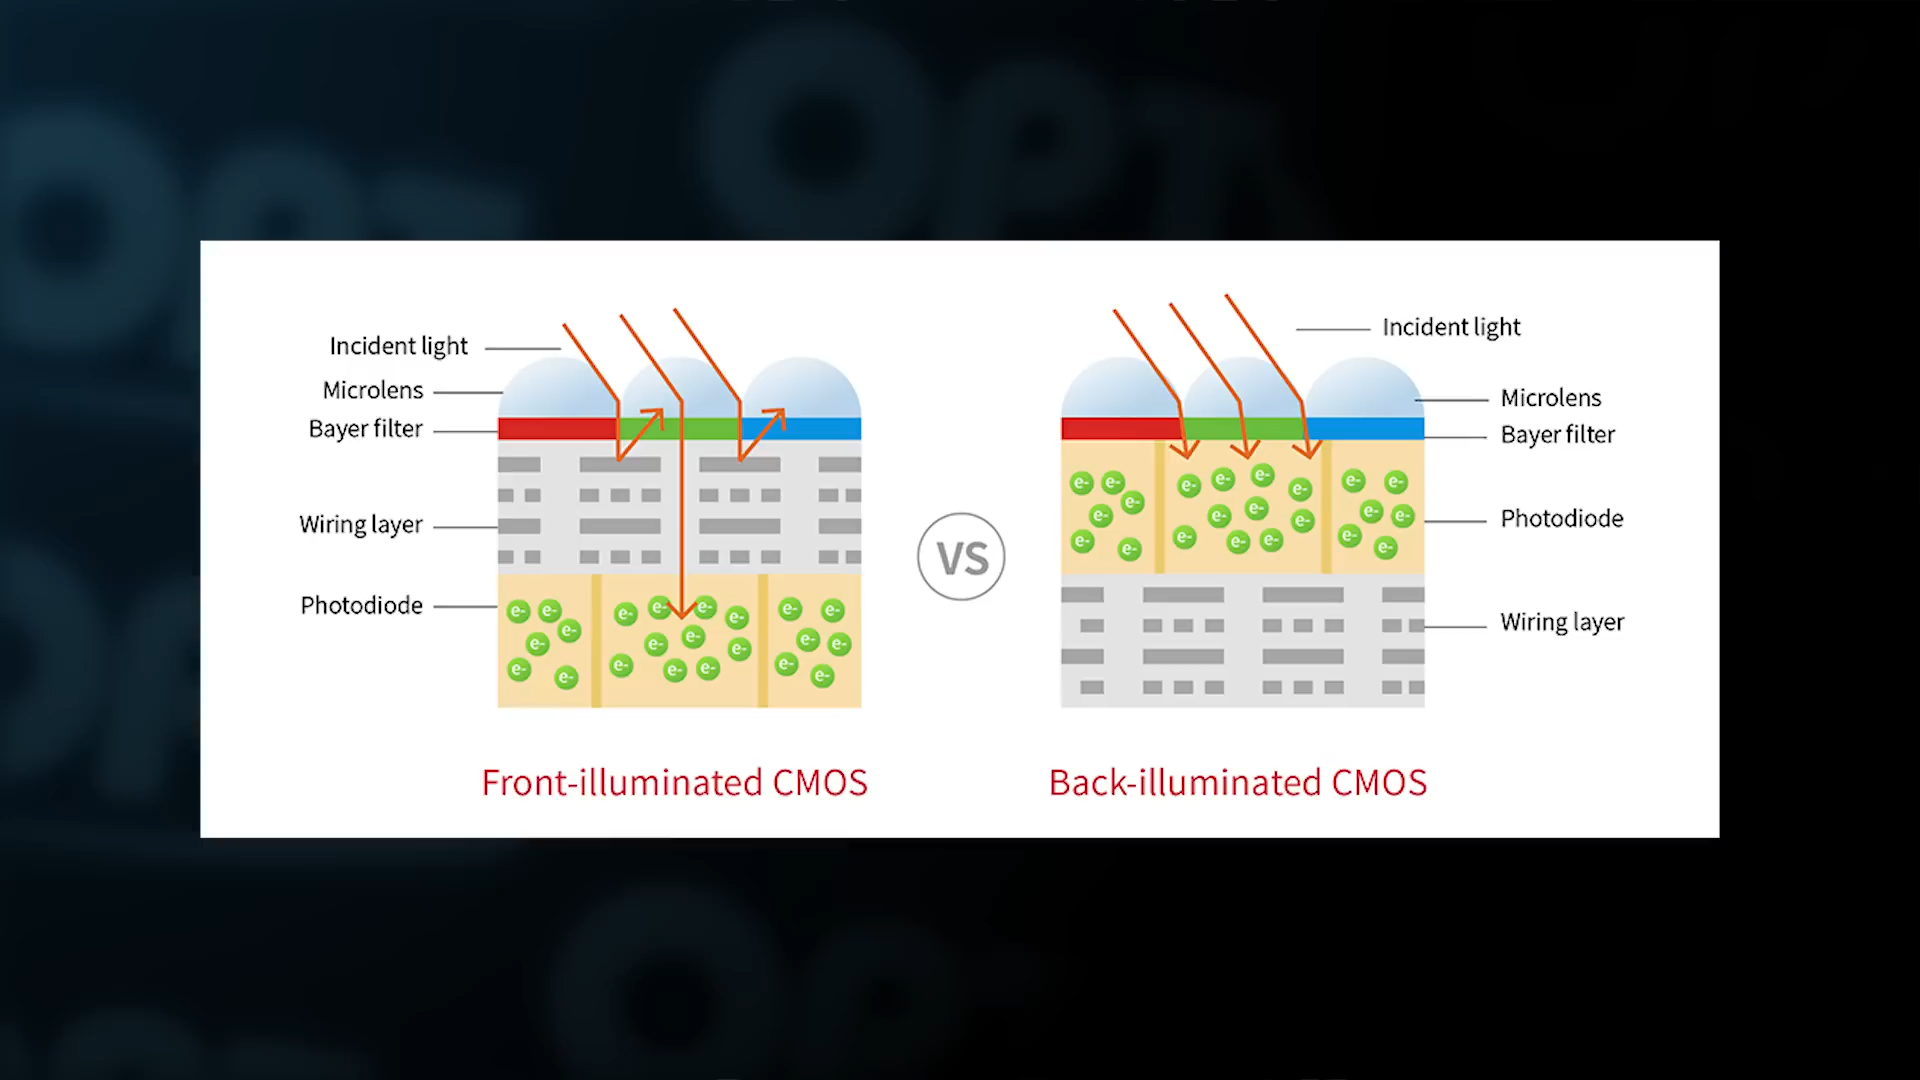 Incident light
Microlens
Bayer filter
Wiring layer
Photodiode
e- e- e- e- e- e- e- e- e- e- e- e- e- e- e- e- e- e- e- e- e- e-
Front-illuminated CMOS
VS
Incident light
Microlens
Bayer filter
Photodiode
Wiring layer
e- e- e- e- e- e- e- e- e- e- e- e- e- e- e- e- e- e- e- e- e- e-
Back-illuminated CMOS